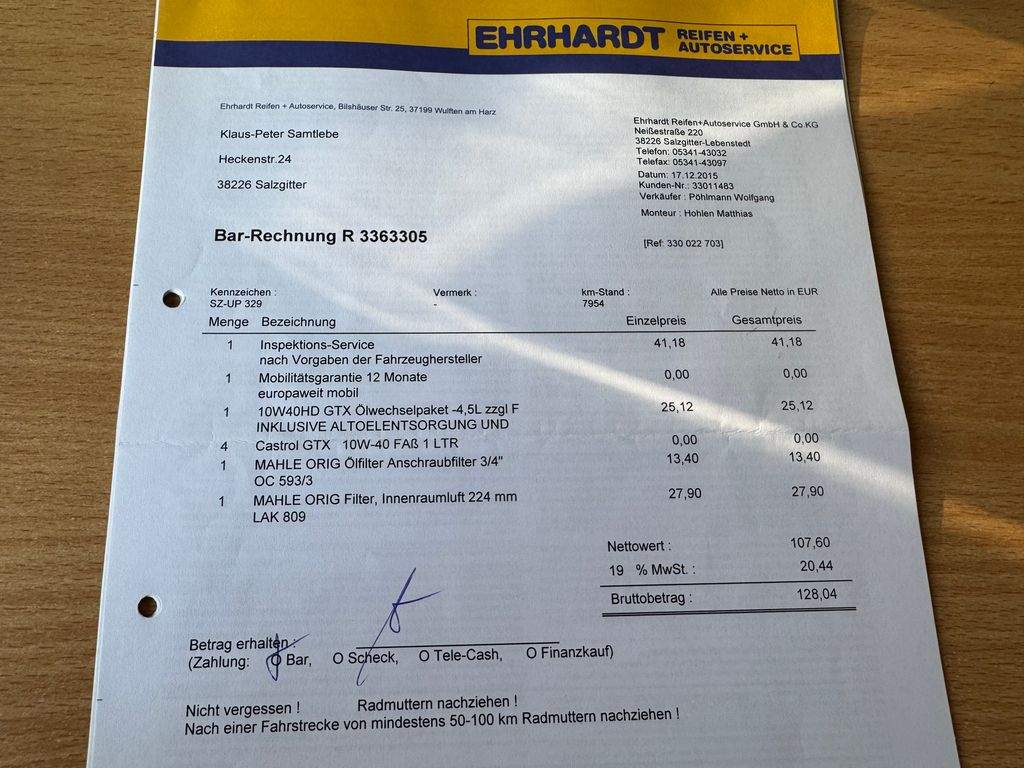 EHRHARDT REIFEN +
AUTOSERVICE
Ehrhardt Reifen + Autoservice, Bilshäuser Str. 25, 37199 Wulften am Harz
Klaus-Peter Samtlebe
Heckenstr.24
38226 Salzgitter
Ehrhardt Reifen+Autoservice GmbH & Co.KG
Neißestraße 220
38226 Salzgitter-Lebenstedt
Telefon: 05341-43032
Telefax: 05341-43097
Datum: 17.12.2015
Kunden-Nr.: 33011483
Verkäufer : Pöhlmann Wolfgang
Monteur : Hohlen Matthias
Bar-Rechnung R 3363305
[Ref: 330 022 703]
Kennzeichen : Vermerk : km-Stand : Alle Preise Netto in EUR
SZ-UP 329 - 7954
Menge Bezeichnung Einzelpreis Gesamtpreis
1 Inspektions-Service 41,18 41,18
nach Vorgaben der Fahrzeughersteller
1 Mobilitätsgarantie 12 Monate 0,00 0,00
europaweit mobil
1 10W40HD GTX Ölwechselpaket -4,5L zzgl F 25,12 25,12
INKLUSIVE ALTOELENTSORGUNG UND
4 Castrol GTX 10W-40 FAß 1 LTR 0,00 0,00
1 MAHLE ORIG Ölfilter Anschraubfilter 3/4" 13,40 13,40
OC 593/3
1 MAHLE ORIG Filter, Innenraumluft 224 mm 27,90 27,90
LAK 809
Nettowert : 107,60
19 % MwSt. : 20,44
Bruttobetrag : 128,04
Betrag erhalten :
(Zahlung: O Bar, O Scheck, O Tele-Cash, O Finanzkauf)
Nicht vergessen ! Radmuttern nachziehen !
Nach einer Fahrstrecke von mindestens 50-100 km Radmuttern nachziehen !